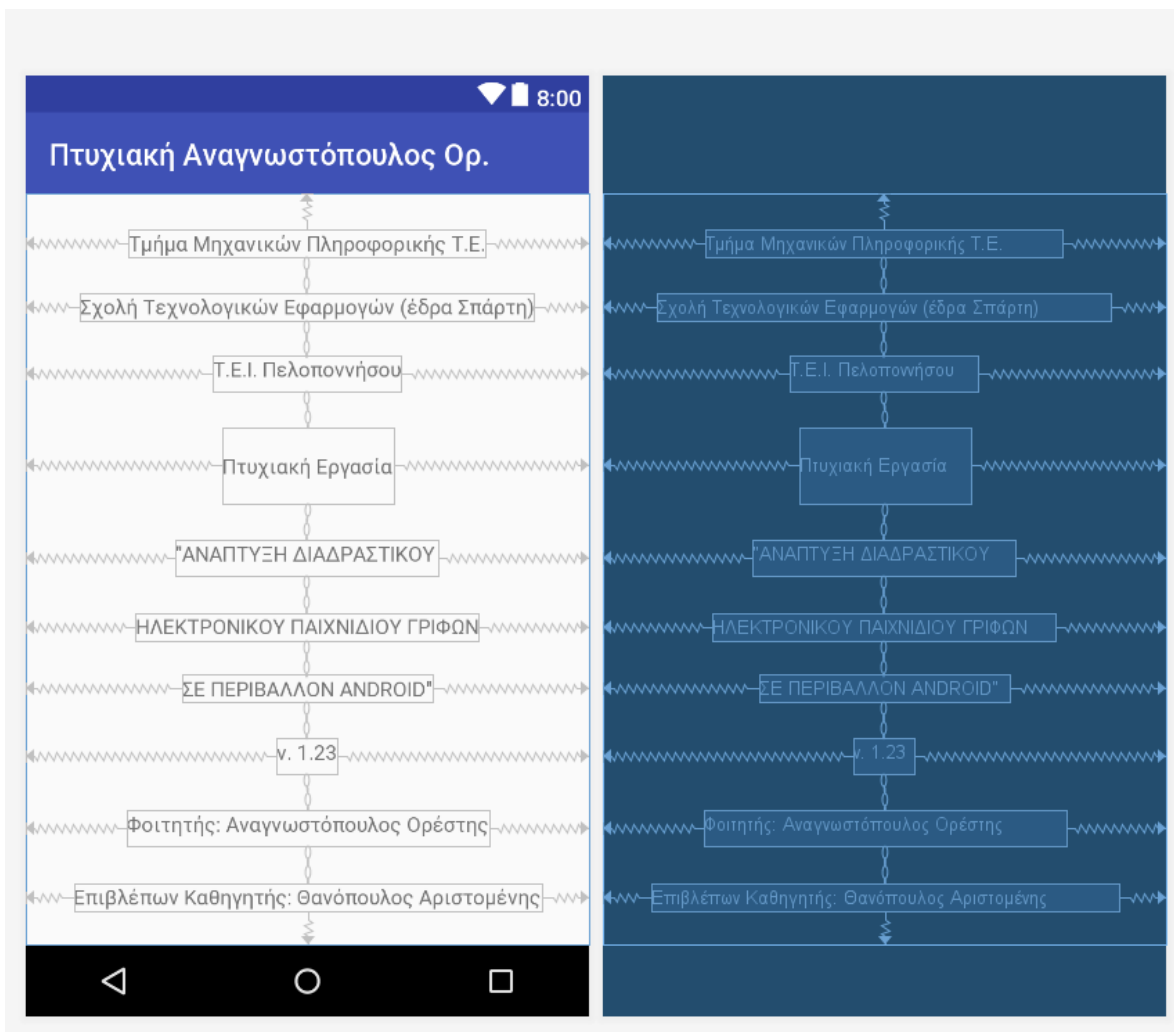 8:00
Πτυχιακή Αναγνωστόπουλος Ορ.
Τμήμα Μηχανικών Πληροφορικής Τ.Ε.
Σχολή Τεχνολογικών Εφαρμογών (έδρα Σπάρτη)
Τ.Ε.Ι. Πελοποννήσου
Πτυχιακή Εργασία
"ΑΝΑΠΤΥΞΗ ΔΙΑΔΡΑΣΤΙΚΟΥ
ΗΛΕΚΤΡΟΝΙΚΟΥ ΠΑΙΧΝΙΔΙΟΥ ΓΡΙΦΩΝ
ΣΕ ΠΕΡΙΒΑΛΛΟΝ ANDROID"
v. 1.23
Φοιτητής: Αναγνωστόπουλος Ορέστης
Επιβλέπων Καθηγητής: Θανόπουλος Αριστομένης
Τμήμα Μηχανικών Πληροφορικής Τ.Ε.
Σχολή Τεχνολογικών Εφαρμογών (έδρα Σπάρτη)
Τ.Ε.Ι. Πελοποννήσου
Πτυχιακή Εργασία
"ΑΝΑΠΤΥΞΗ ΔΙΑΔΡΑΣΤΙΚΟΥ
ΗΛΕΚΤΡΟΝΙΚΟΥ ΠΑΙΧΝΙΔΙΟΥ ΓΡΙΦΩΝ
ΣΕ ΠΕΡΙΒΑΛΛΟΝ ANDROID"
v. 1.23
Φοιτητής: Αναγνωστόπουλος Ορέστης
Επιβλέπων Καθηγητής: Θανόπουλος Αριστομένης